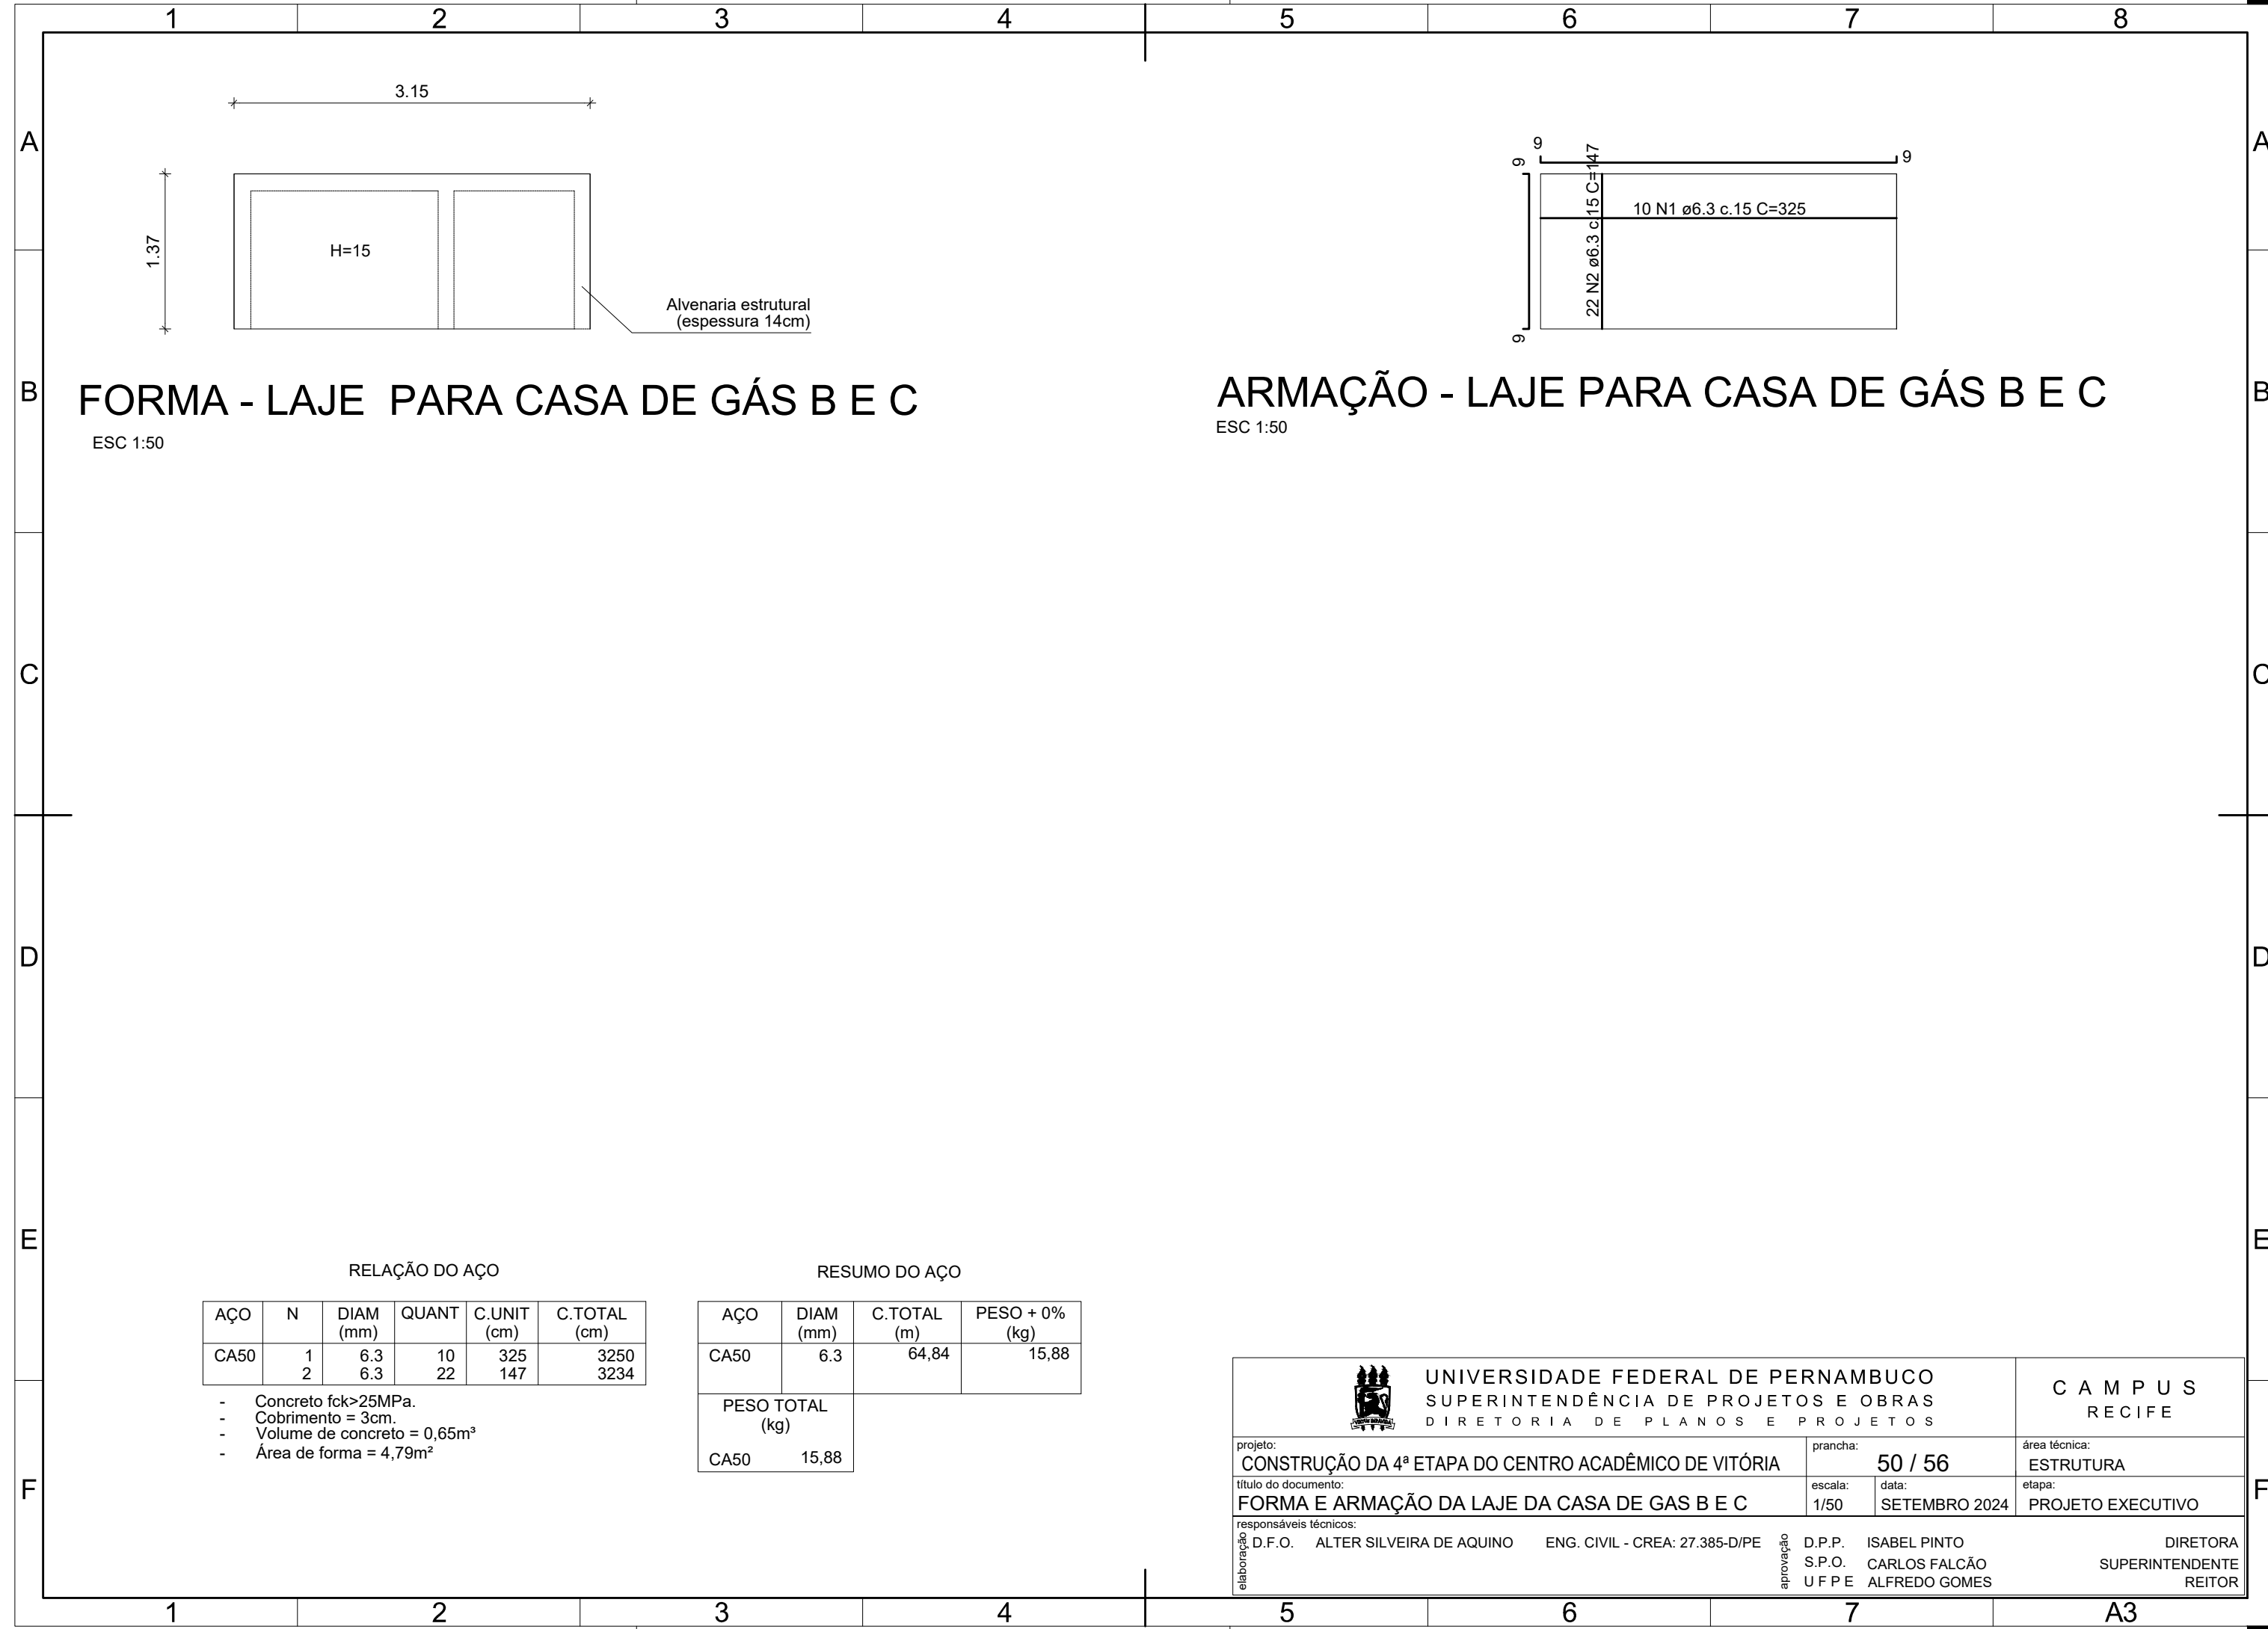 1 2 3 4 5 6 7 8
A A
B B
C C
D D
E E
F F
3.15
1.37
H=15
Alvenaria estrutural
(espessura 14cm)
FORMA - LAJE PARA CASA DE GÁS B E C
ESC 1:50
9
9
9
9
10 N1 ø6.3 c.15 C=325
22 N2 ø6.3 c.15 C=147
ARMAÇÃO - LAJE PARA CASA DE GÁS B E C
ESC 1:50
RELAÇÃO DO AÇO
AÇO N DIAM QUANT C.UNIT C.TOTAL
(mm) (cm) (cm)
CA50 1 6.3 10 325 3250
2 6.3 22 147 3234
- Concreto fck>25MPa.
- Cobrimento = 3cm.
- Volume de concreto = 0,65m³
- Área de forma = 4,79m²
RESUMO DO AÇO
AÇO DIAM C.TOTAL PESO + 0%
(mm) (m) (kg)
CA50 6.3 64,84 15,88
PESO TOTAL
(kg)
CA50 15,88
UNIVERSIDADE FEDERAL DE PERNAMBUCO
SUPERINTENDÊNCIA DE PROJETOS E OBRAS
DIRETORIA DE PLANOS E PROJETOS
CAMPUS
RECIFE
projeto:
CONSTRUÇÃO DA 4ª ETAPA DO CENTRO ACADÊMICO DE VITÓRIA
prancha:
50 / 56
área técnica:
ESTRUTURA
título do documento:
FORMA E ARMAÇÃO DA LAJE DA CASA DE GAS B E C
escala:
1/50
data:
SETEMBRO 2024
etapa:
PROJETO EXECUTIVO
responsáveis técnicos:
elaboração
D.F.O. ALTER SILVEIRA DE AQUINO ENG. CIVIL - CREA: 27.385-D/PE
aprovação
D.P.P. ISABEL PINTO DIRETORA
S.P.O. CARLOS FALCÃO SUPERINTENDENTE
U F P E ALFREDO GOMES REITOR
1 2 3 4 5 6 7 A3